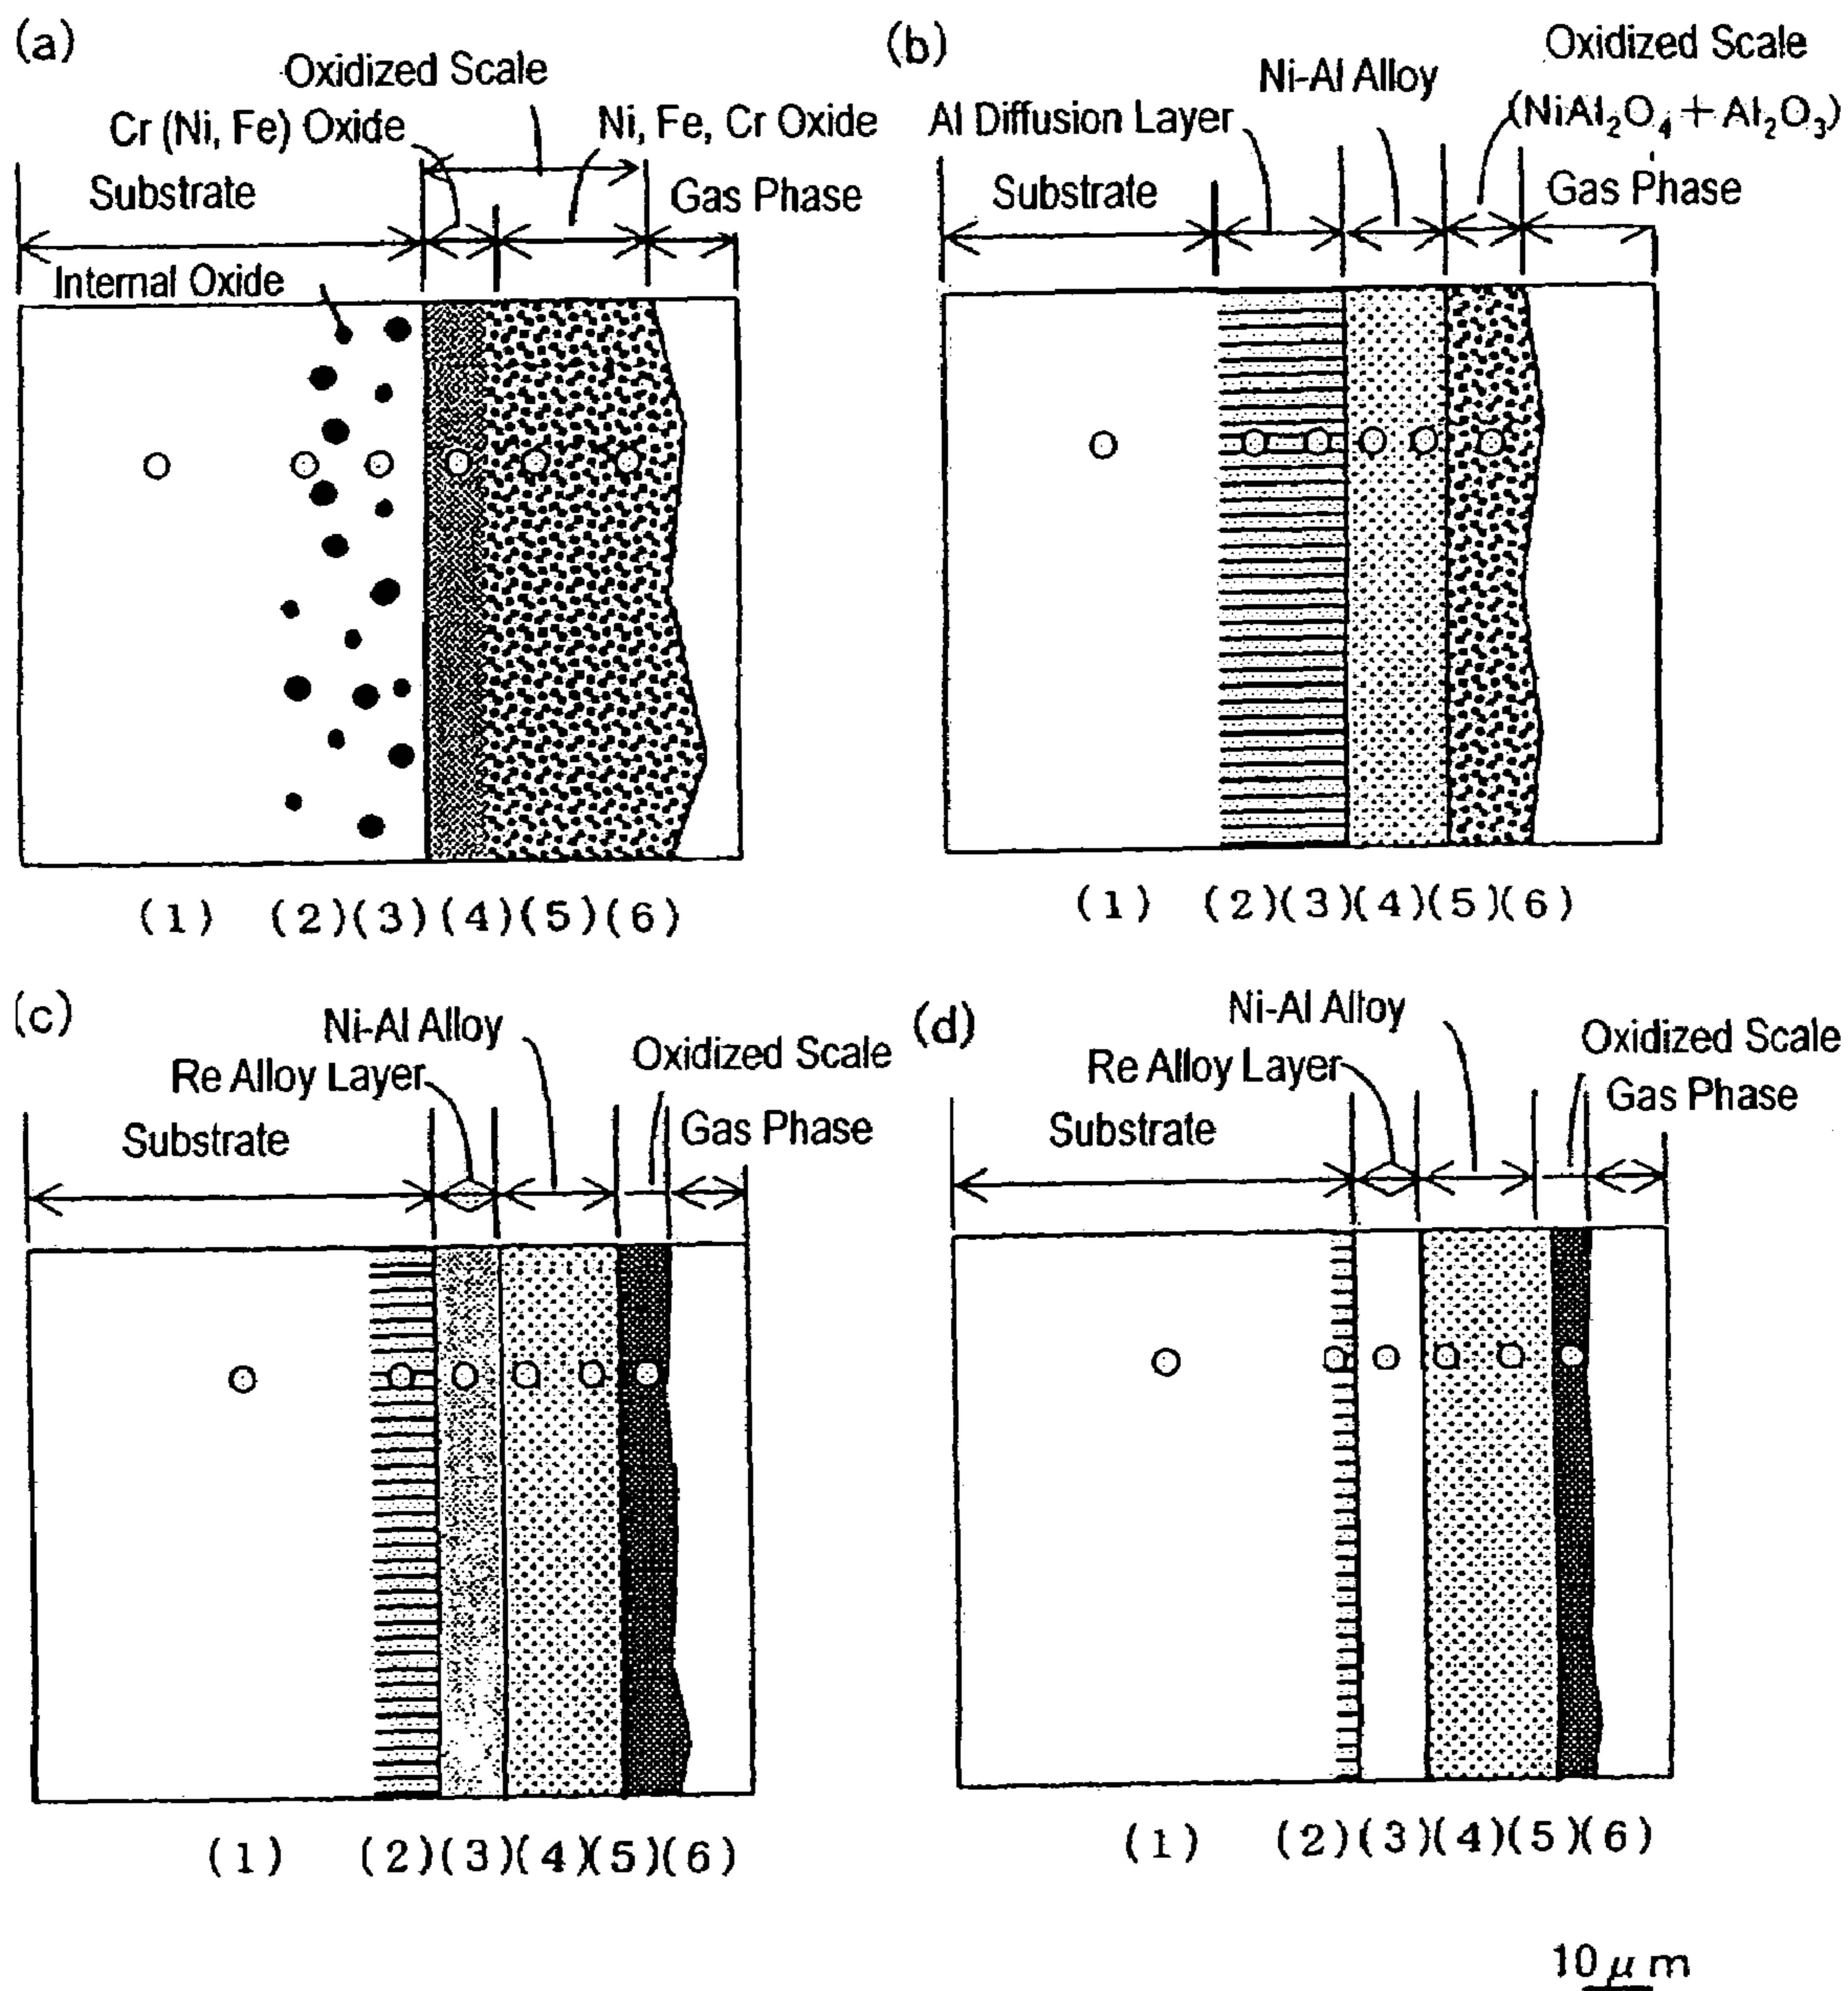 (a)
Oxidized Scale
Cr (Ni, Fe) Oxide
Ni, Fe, Cr Oxide
Substrate
Gas Phase
Internal Oxide
(1) (2)(3)(4)(5)(6)
(b)
Oxidized Scale
Ni-Al Alloy
Al Diffusion Layer
(NiAl₂O₄+Al₂O₃)
Substrate
Gas Phase
(1) (2)(3)(4)(5)(6)
(c)
Ni-Al Alloy
Re Alloy Layer
Oxidized Scale
Substrate
Gas Phase
(1) (2)(3)(4)(5)(6)
(d)
Ni-Al Alloy
Re Alloy Layer
Oxidized Scale
Substrate
Gas Phase
(1) (2)(3)(4)(5)(6)
10μm